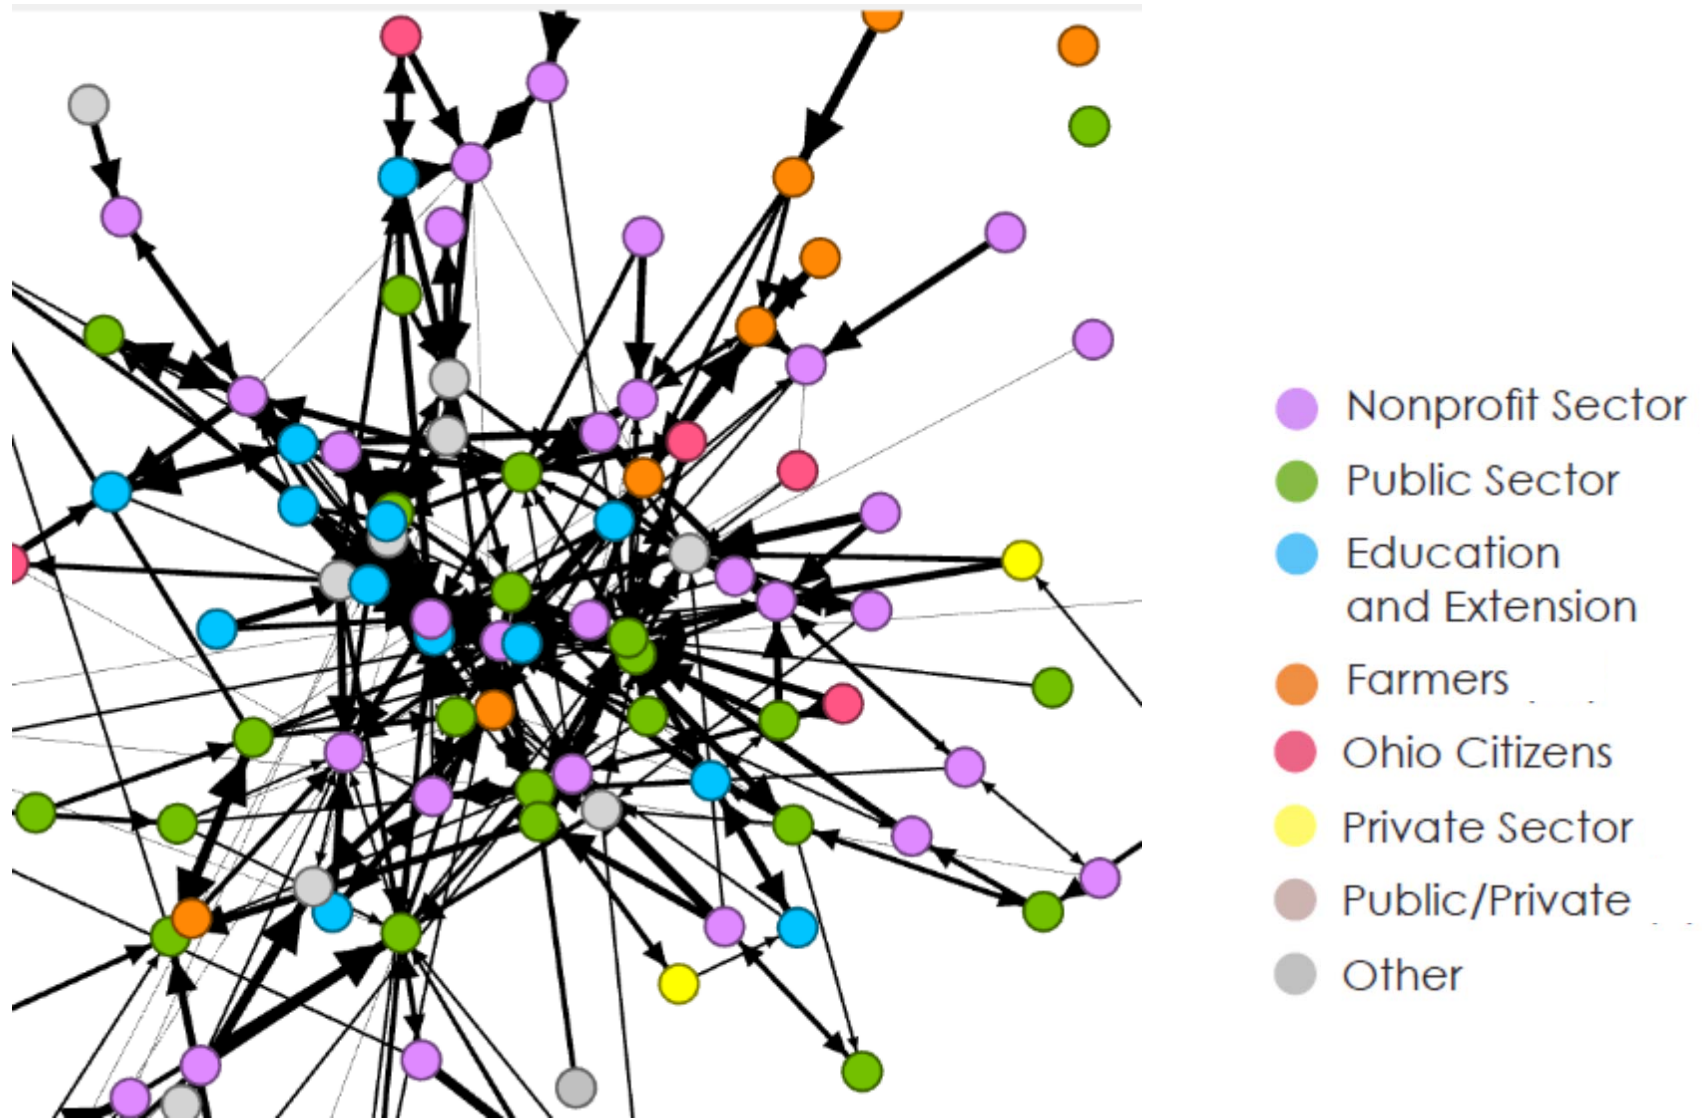 Nonprofit Sector
Public Sector
Education
and Extension
Farmers
Ohio Citizens
Private Sector
Public/Private
Other